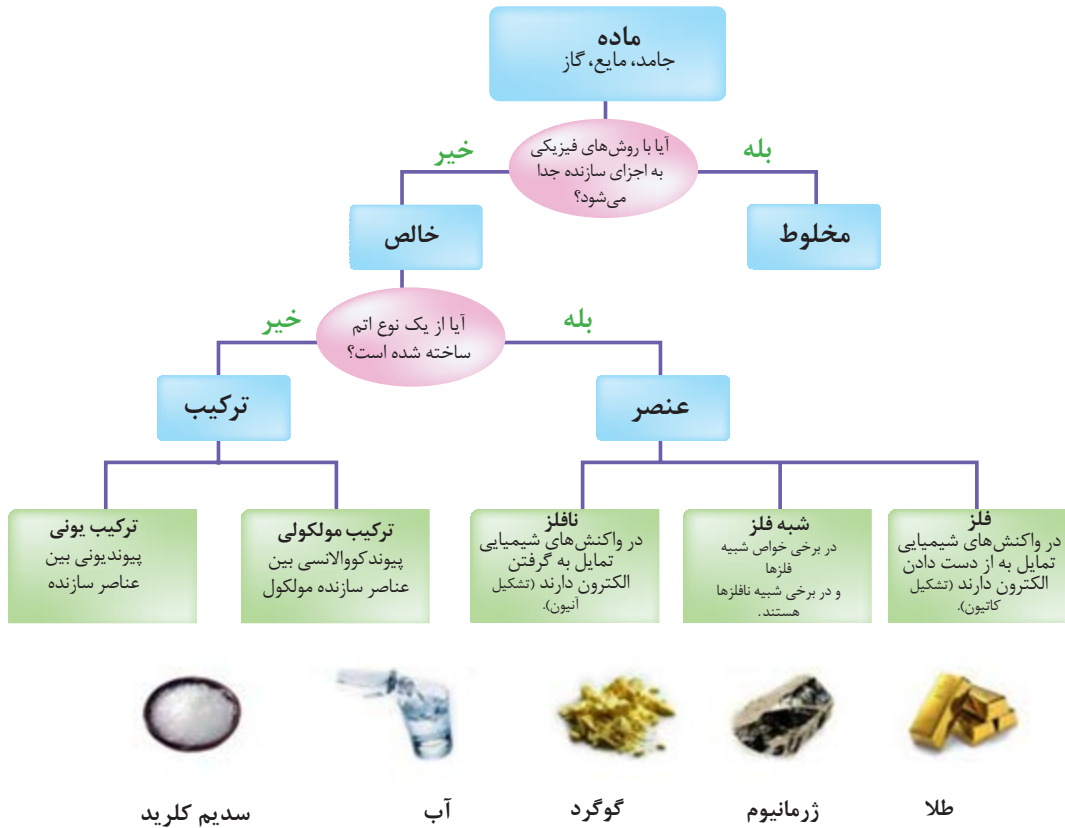 ماده
جامد، مایع، گاز
آیا با روش‌های فیزیکی
به اجزای سازنده جدا
می‌شود؟
بله
خیر
مخلوط
خالص
آیا از یک نوع اتم
ساخته شده است؟
بله
خیر
عنصر
ترکیب
فلز
در واکنش‌های شیمیایی
تمایل به از دست دادن
الکترون دارند (تشکیل
کاتیون).
شبه فلز
در برخی خواص شبیه
فلزها
و در برخی شبیه نافلزها
هستند.
نافلز
در واکنش‌های شیمیایی
تمایل به گرفتن
الکترون دارند (تشکیل
آنیون).
ترکیب مولکولی
پیوندکووالانسی بین
عناصر سازنده مولکول
ترکیب یونی
پیوندیونی بین
عناصر سازنده
طلا
ژرمانیوم
گوگرد
آب
سدیم کلرید